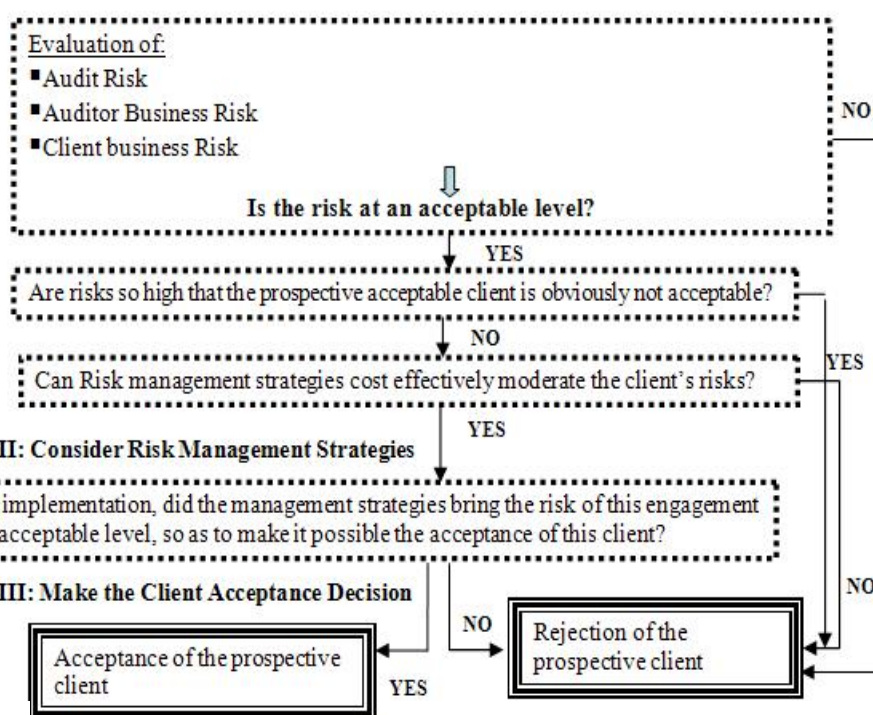 Evaluation of:
▪Audit Risk
▪Auditor Business Risk
▪Client business Risk
NO
Is the risk at an acceptable level?
YES
Are risks so high that the prospective acceptable client is obviously not acceptable?
NO
YES
Can Risk management strategies cost effectively moderate the client's risks?
YES
II: Consider Risk Management Strategies
implementation, did the management strategies bring the risk of this engagement
acceptable level, so as to make it possible the acceptance of this client?
III: Make the Client Acceptance Decision
NO
NO
Rejection of the
prospective client
Acceptance of the prospective
client
YES